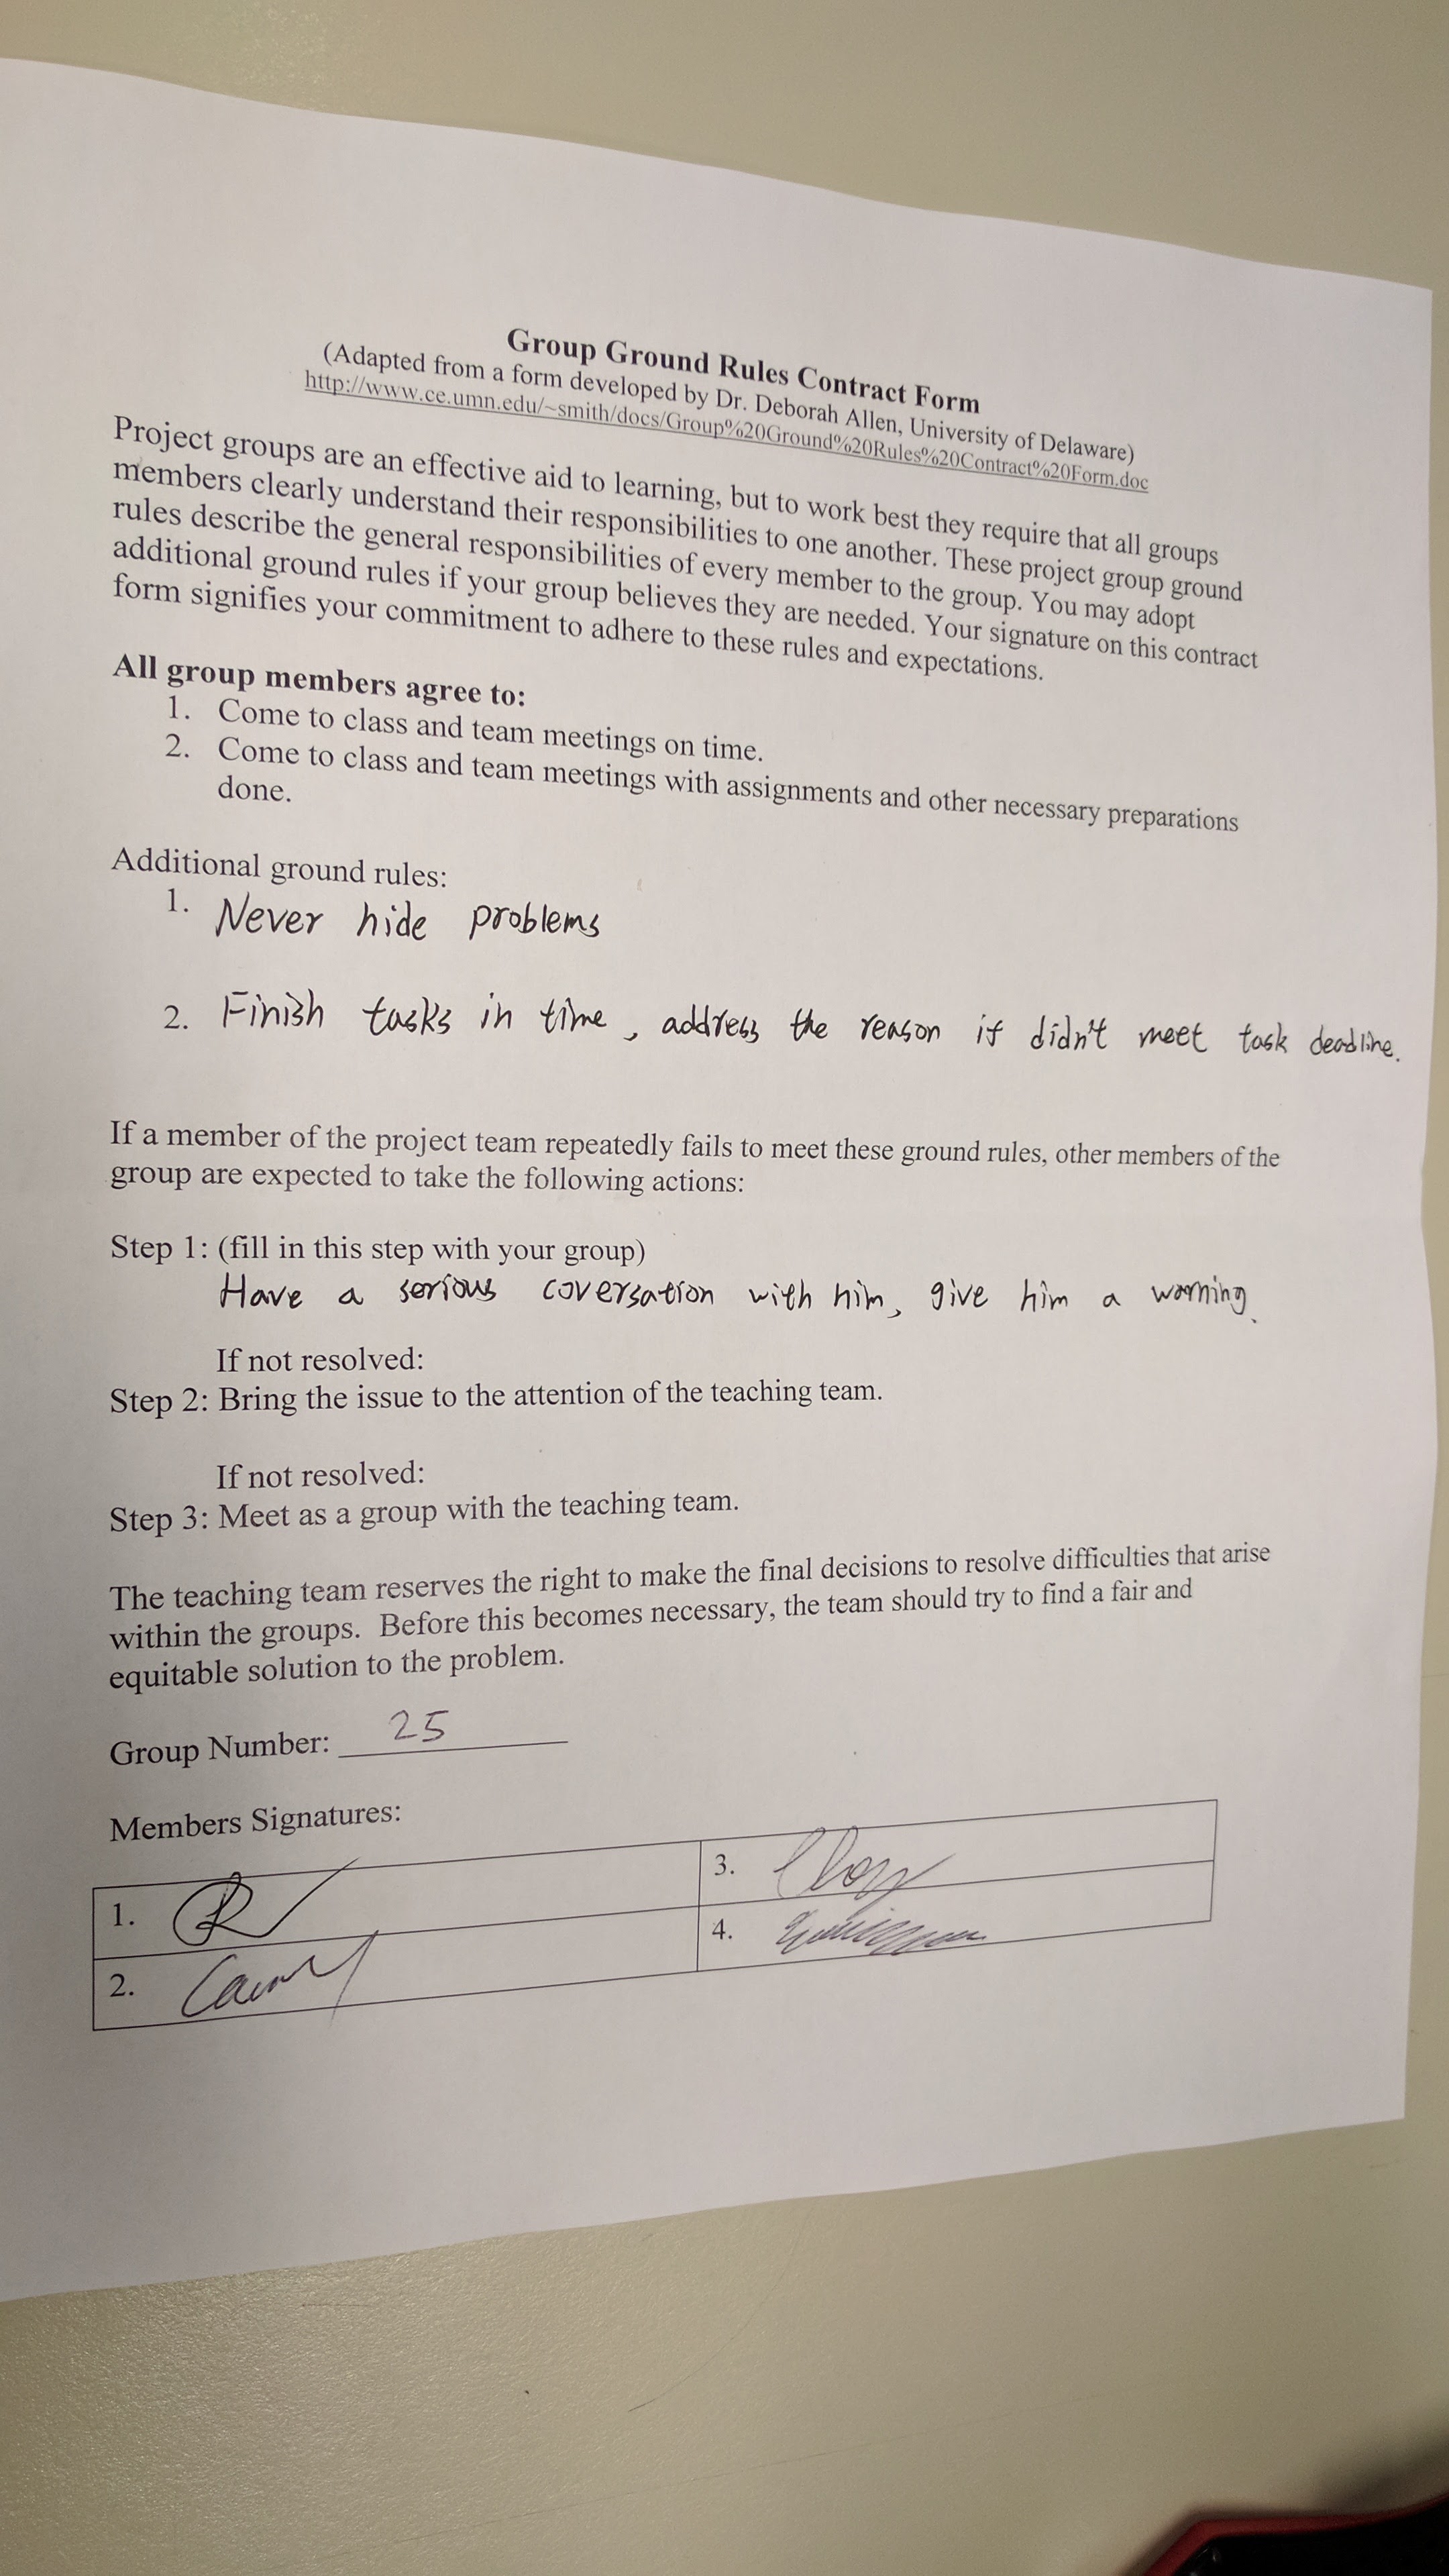 Group Ground Rules Contract Form
(Adapted from a form developed by Dr. Deborah Allen, University of Delaware)
http://www.ce.umn.edu/~smith/docs/Group%20Ground%20Rules%20Contract%20Form.doc
Project groups are an effective aid to learning, but to work best they require that all groups
members clearly understand their responsibilities to one another. These project group ground
rules describe the general responsibilities of every member to the group. You may adopt
additional ground rules if your group believes they are needed. Your signature on this contract
form signifies your commitment to adhere to these rules and expectations.
All group members agree to:
1. Come to class and team meetings on time.
2. Come to class and team meetings with assignments and other necessary preparations
done.
Additional ground rules:
1. Never hide problems
2. Finish tasks in time, address the reason if didn't meet task deadline.
If a member of the project team repeatedly fails to meet these ground rules, other members of the
group are expected to take the following actions:
Step 1: (fill in this step with your group)
Have a serious coversation with him, give him a warning.
If not resolved:
Step 2: Bring the issue to the attention of the teaching team.
If not resolved:
Step 3: Meet as a group with the teaching team.
The teaching team reserves the right to make the final decisions to resolve difficulties that arise
within the groups. Before this becomes necessary, the team should try to find a fair and
equitable solution to the problem.
Group Number: 25
Members Signatures:
1.
2.
3.
4.